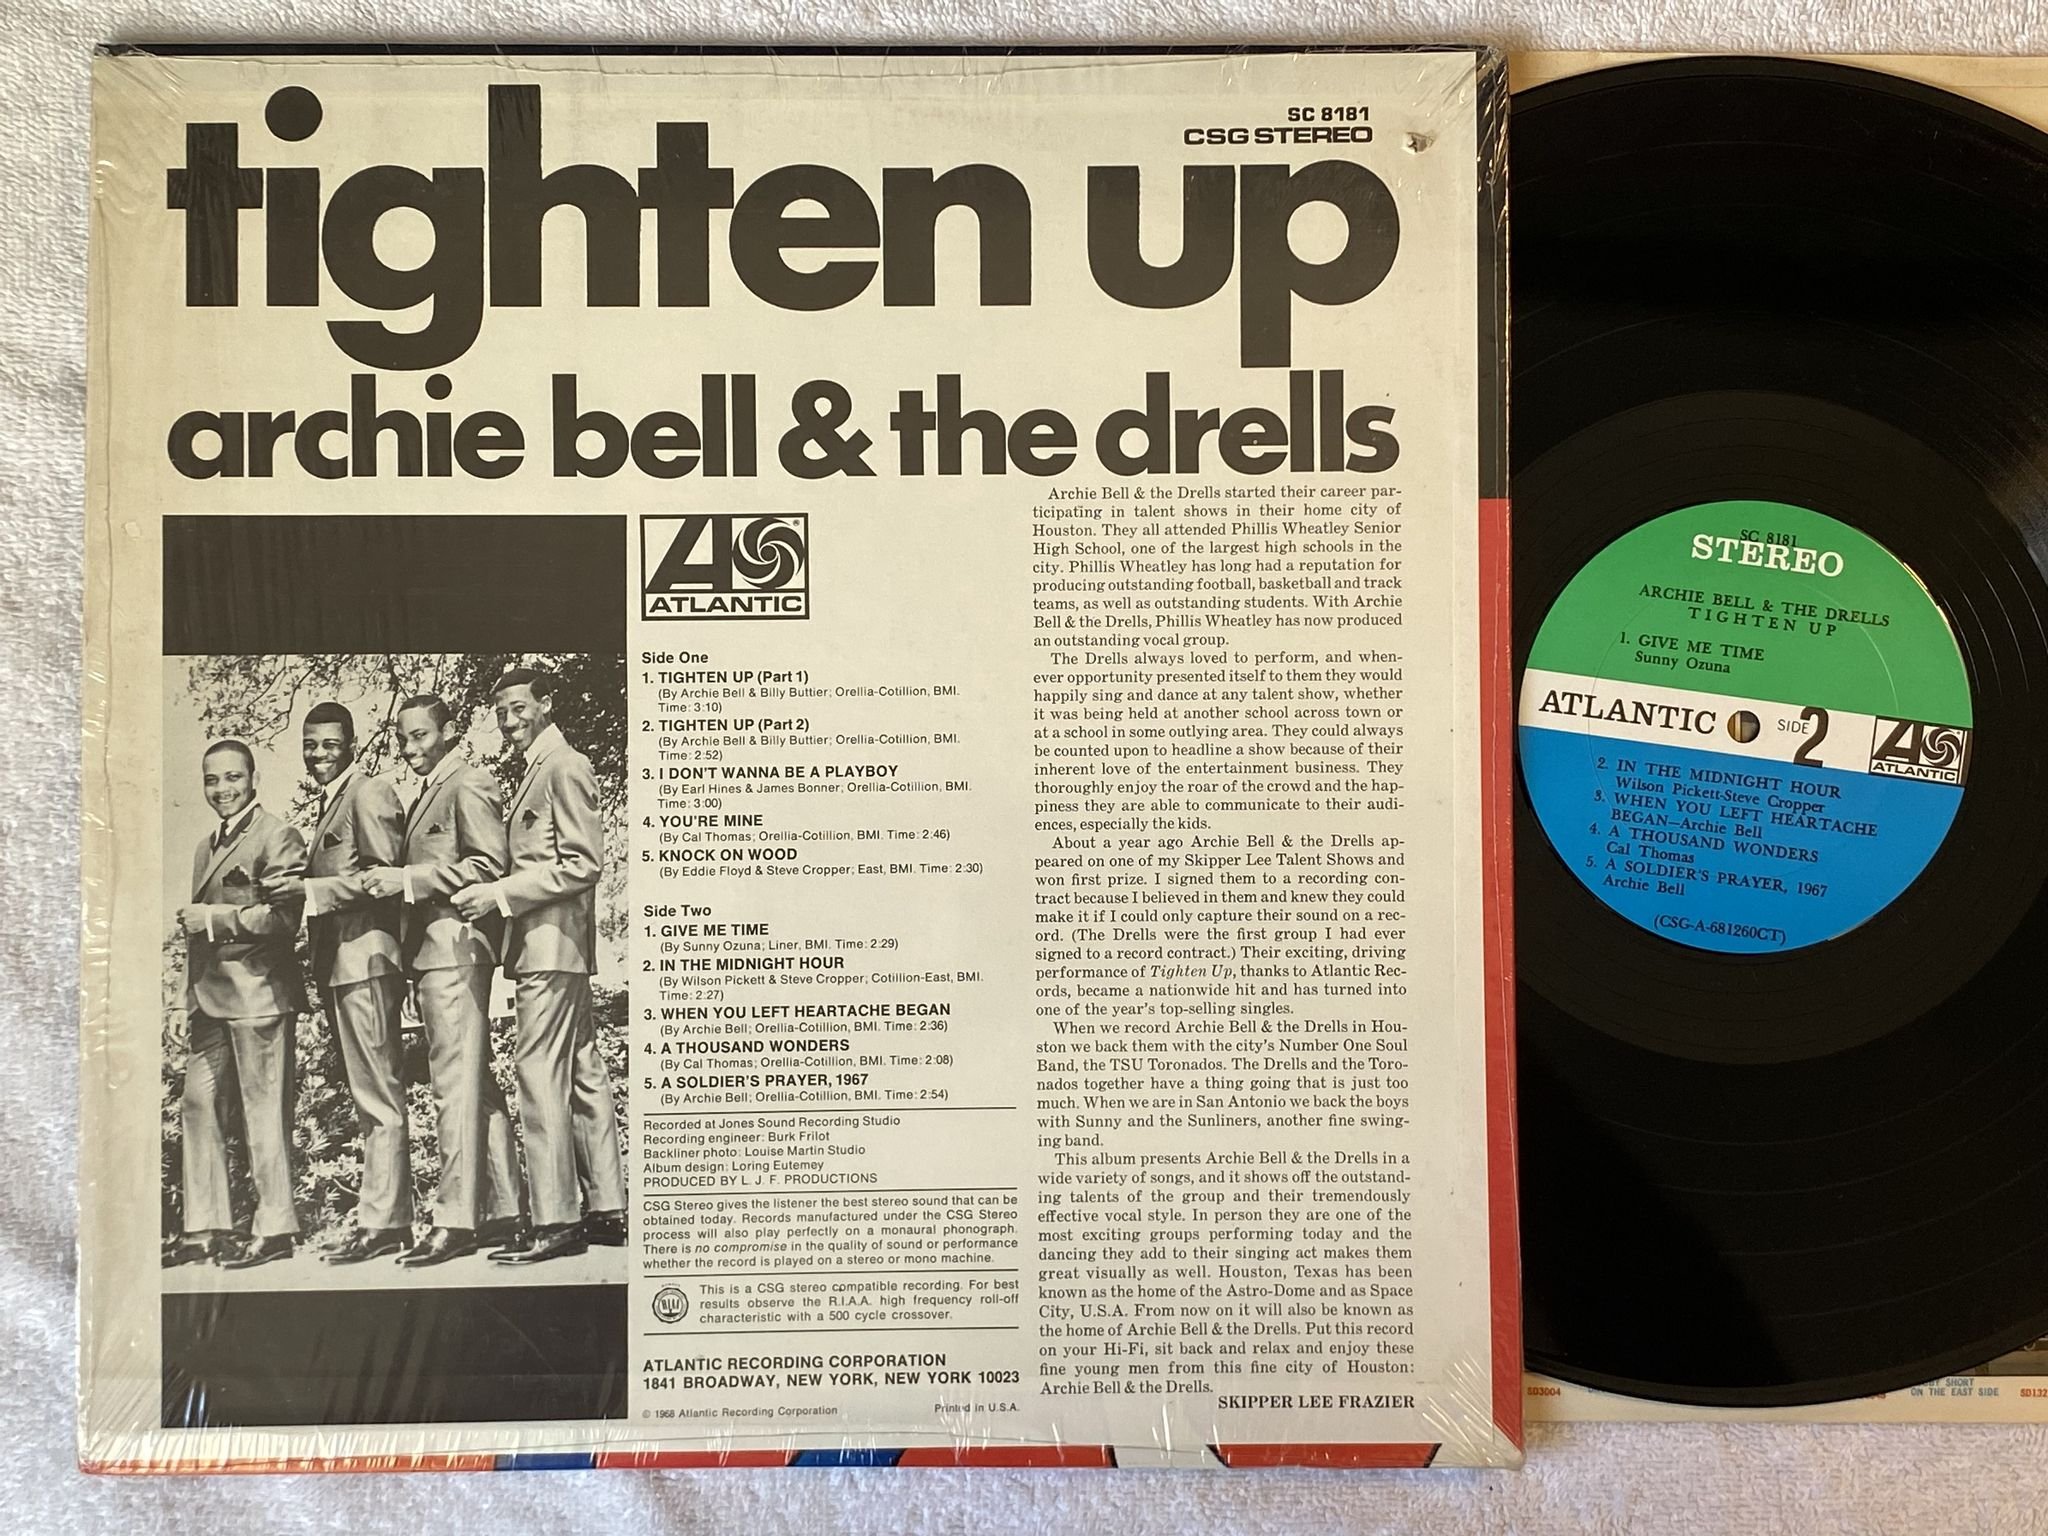 SC 8181
CSG STEREO
tighten up
archie bell & the drells
ATLANTIC
Side One
1. TIGHTEN UP (Part 1)
(By Archie Bell & Billy Buttier; Orellia-Cotillion, BMI.
Time: 3:10)
2. TIGHTEN UP (Part 2)
(By Archie Bell & Billy Buttier; Orellia-Cotillion, BMI.
Time: 2:52)
3. I DON'T WANNA BE A PLAYBOY
(By Earl Hines & James Bonner; Orellia-Cotillion, BMI.
Time: 3:00)
4. YOU'RE MINE
(By Cal Thomas; Orellia-Cotillion, BMI. Time: 2:46)
5. KNOCK ON WOOD
(By Eddie Floyd & Steve Cropper; East, BMI. Time: 2:30)
Side Two
1. GIVE ME TIME
(By Sunny Ozuna; Liner, BMI. Time: 2:29)
2. IN THE MIDNIGHT HOUR
(By Wilson Pickett & Steve Cropper; Cotillion-East, BMI.
Time: 2:27)
3. WHEN YOU LEFT HEARTACHE BEGAN
(By Archie Bell; Orellia-Cotillion, BMI. Time: 2:36)
4. A THOUSAND WONDERS
(By Cal Thomas; Orellia-Cotillion, BMI. Time: 2:08)
5. A SOLDIER'S PRAYER, 1967
(By Archie Bell; Orellia-Cotillion, BMI. Time: 2:54)
Recorded at Jones Sound Recording Studio
Recording engineer: Burk Frilot
Backliner photo: Louise Martin Studio
Album design: Loring Eutemey
PRODUCED BY L. J. F. PRODUCTIONS
CSG Stereo gives the listener the best stereo sound that can be
obtained today. Records manufactured under the CSG Stereo
process will also play perfectly on a monaural phonograph.
There is no compromise in the quality of sound or performance
whether the record is played on a stereo or mono machine.
RIAA
This is a CSG stereo compatible recording. For best
results observe the R.I.A.A. high frequency roll-off
characteristic with a 500 cycle crossover.
ATLANTIC RECORDING CORPORATION
1841 BROADWAY, NEW YORK, NEW YORK 10023
© 1968 Atlantic Recording Corporation
Printed in U.S.A.
Archie Bell & the Drells started their career par-
ticipating in talent shows in their home city of
Houston. They all attended Phillis Wheatley Senior
High School, one of the largest high schools in the
city. Phillis Wheatley has long had a reputation for
producing outstanding football, basketball and track
teams, as well as outstanding students. With Archie
Bell & the Drells, Phillis Wheatley has now produced
an outstanding vocal group.
The Drells always loved to perform, and when-
ever opportunity presented itself to them they would
happily sing and dance at any talent show, whether
it was being held at another school across town or
at a school in some outlying area. They could always
be counted upon to headline a show because of their
inherent love of the entertainment business. They
thoroughly enjoy the roar of the crowd and the hap-
piness they are able to communicate to their audi-
ences, especially the kids.
About a year ago Archie Bell & the Drells ap-
peared on one of my Skipper Lee Talent Shows and
won first prize. I signed them to a recording con-
tract because I believed in them and knew they could
make it if I could only capture their sound on a rec-
ord. (The Drells were the first group I had ever
signed to a record contract.) Their exciting, driving
performance of Tighten Up, thanks to Atlantic Rec-
ords, became a nationwide hit and has turned into
one of the year's top-selling singles.
When we record Archie Bell & the Drells in Hou-
ston we back them with the city's Number One Soul
Band, the TSU Toronados. The Drells and the Toro-
nados together have a thing going that is just too
much. When we are in San Antonio we back the boys
with Sunny and the Sunliners, another fine swing-
ing band.
This album presents Archie Bell & the Drells in a
wide variety of songs, and it shows off the outstand-
ing talents of the group and their tremendously
effective vocal style. In person they are one of the
most exciting groups performing today and the
dancing they add to their singing act makes them
great visually as well. Houston, Texas has been
known as the home of the Astro-Dome and as Space
City, U.S.A. From now on it will also be known as
the home of Archie Bell & the Drells. Put this record
on your Hi-Fi, sit back and relax and enjoy these
fine young men from this fine city of Houston:
Archie Bell & the Drells.
SKIPPER LEE FRAZIER
SC 8181
STEREO
ARCHIE BELL & THE DRELLS
TIGHTEN UP
1. GIVE ME TIME
Sunny Ozuna
ATLANTIC SIDE 2
ATLANTIC
2. IN THE MIDNIGHT HOUR
Wilson Pickett-Steve Cropper
3. WHEN YOU LEFT HEARTACHE
BEGAN—Archie Bell
4. A THOUSAND WONDERS
Cal Thomas
5. A SOLDIER'S PRAYER, 1967
Archie Bell
(CSG-A-681260CT)
SD3004
SHORT
ON THE EAST SIDE
SD132